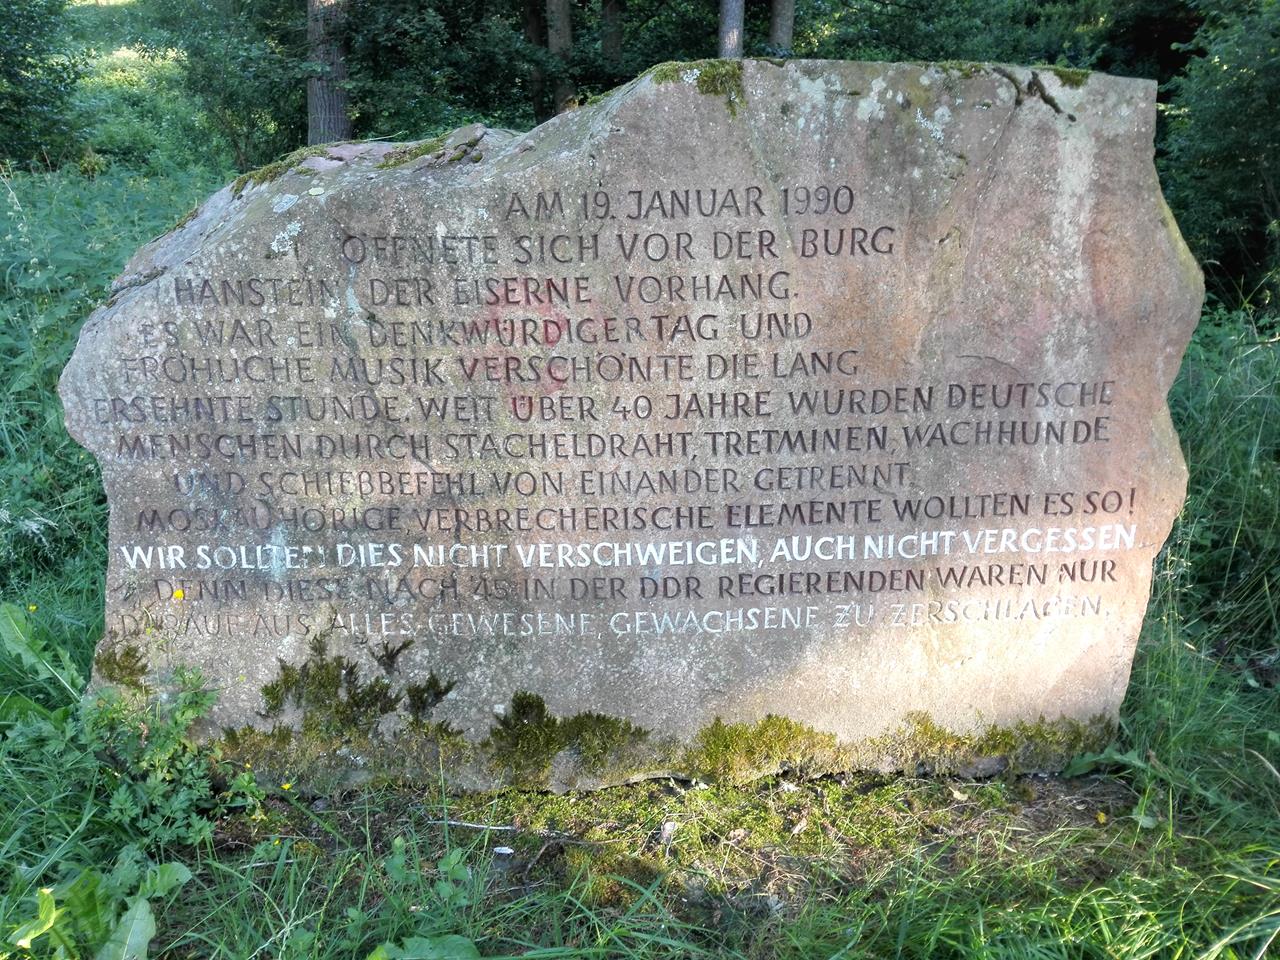 AM 19. JANUAR 1990
ÖFFNETE SICH VOR DER BURG
HANSTEIN DER EISERNE VORHANG.
ES WAR EIN DENKWÜRDIGER TAG UND
FRÖHLICHE MUSIK VERSCHÖNTE DIE LANG
ERSEHNTE STUNDE. WEIT ÜBER 40 JAHRE WURDEN DEUTSCHE
MENSCHEN DURCH STACHELDRAHT, TRETMINEN, WACHHUNDE
UND SCHIEßBEFEHL VON EINANDER GETRENNT.
MOSKAUHÖRIGE VERBRECHERISCHE ELEMENTE WOLLTEN ES SO!
WIR SOLLTEN DIES NICHT VERSCHWEIGEN, AUCH NICHT VERGESSEN.
DENN DIESE NACH 45 IN DER DDR REGIERENDEN WAREN NUR
DARAUF AUS, ALLES GEWESENE, GEWACHSENE ZU ZERSCHLAGEN.